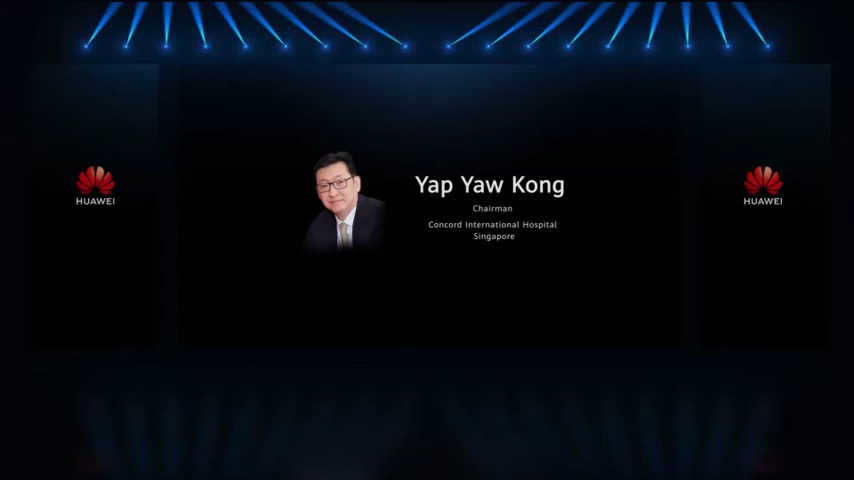 Yap Yaw Kong
Chairman
Concord International Hospital
Singapore
HUAWEI
HUAWEI